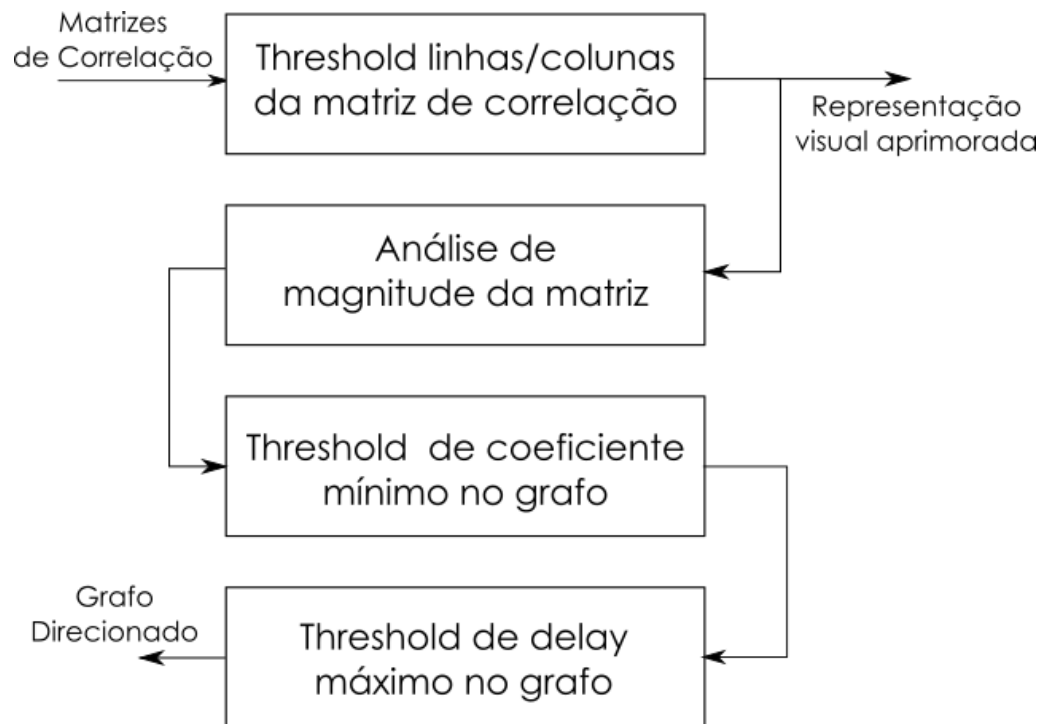 Matrizes
de Correlação
Threshold linhas/colunas
da matriz de correlação
Representação
visual aprimorada
Análise de
magnitude da matriz
Threshold de coeficiente
mínimo no grafo
Grafo
Direcionado
Threshold de delay
máximo no grafo